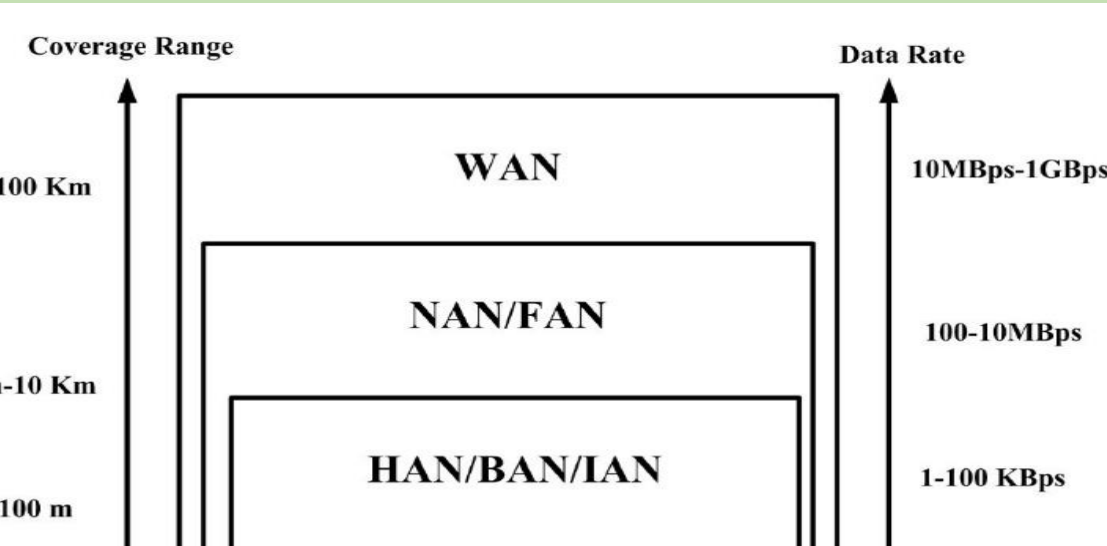 Coverage Range
Data Rate
WAN
10MBps-1GBps
100 Km
NAN/FAN
100-10MBps
-10 Km
HAN/BAN/IAN
1-100 KBps
100 m